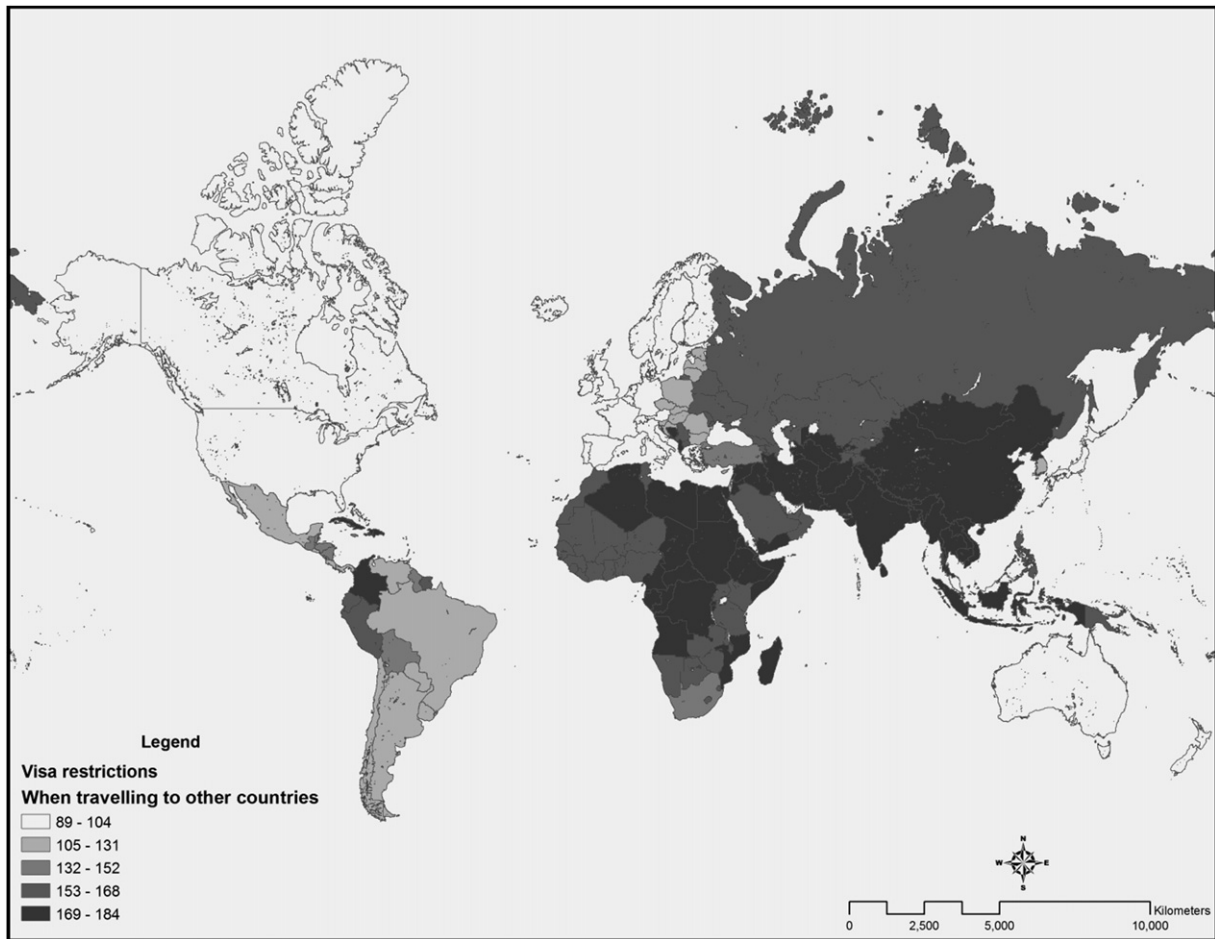 Legend
Visa restrictions
When travelling to other countries
89 - 104
105 - 131
132 - 152
153 - 168
169 - 184
N
W E
S
Kilometers
0 2,500 5,000 10,000